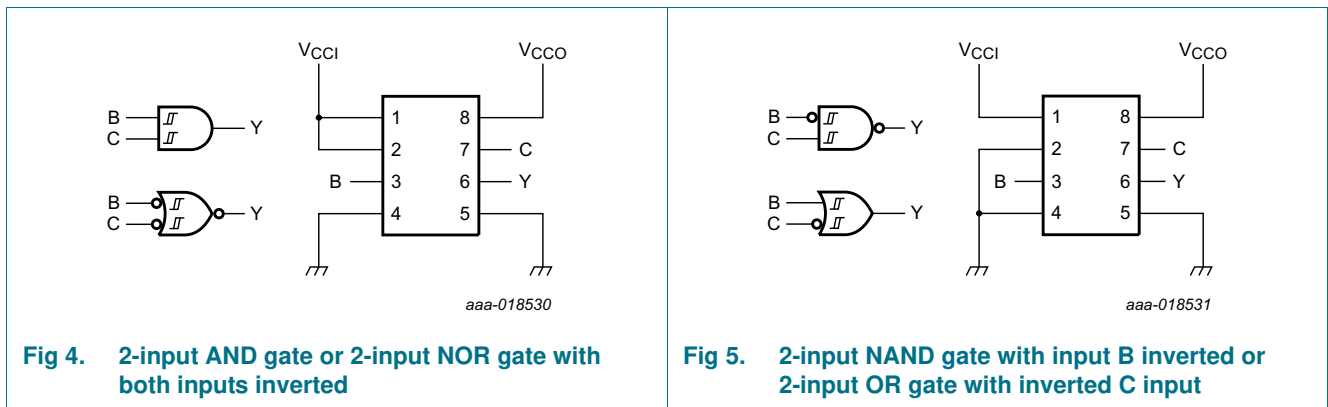 VCCI
VCCO
B
C
Y
B
C
Y
1
2
3
4
8
7
6
5
B
C
Y
aaa-018530
Fig 4. 2-input AND gate or 2-input NOR gate with
both inputs inverted
VCCI
VCCO
B
C
Y
B
C
Y
1
2
3
4
8
7
6
5
B
C
Y
aaa-018531
Fig 5. 2-input NAND gate with input B inverted or
2-input OR gate with inverted C input